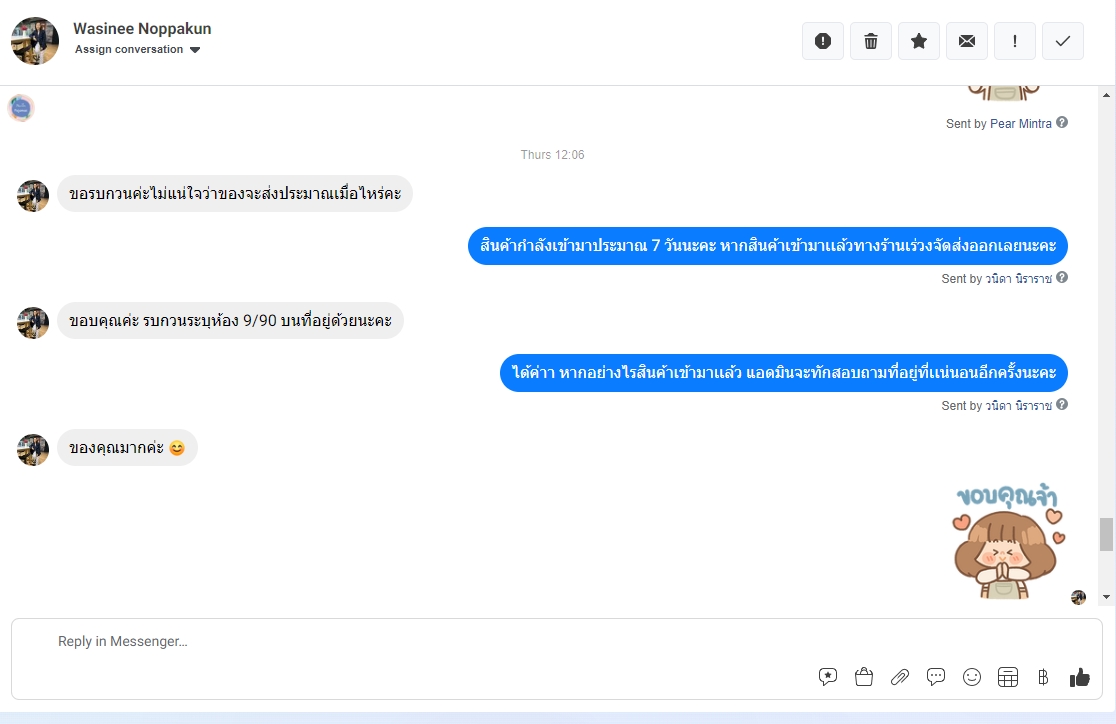 Wasinee Noppakun
Assign conversation
Sent by Pear Mintra
Thurs 12:06
ขอรบกวนค่ะไม่แน่ใจว่าของจะส่งประมาณเมื่อไหร่คะ
สินค้ากำลังเข้ามาประมาณ 7 วันนะคะ หากสินค้าเข้ามาแล้วทางร้านเร่วงจัดส่งออกเลยนะคะ
Sent by วนิดา นิราราช
ขอบคุณค่ะ รบกวนระบุห้อง 9/90 บนที่อยู่ด้วยนะคะ
ได้ค่าา หากอย่างไรสินค้าเข้ามาแล้ว แอดมินจะทักสอบถามที่อยู่ที่แน่นอนอีกครั้งนะคะ
Sent by วนิดา นิราราช
ของคุณมากค่ะ 😊
ขอบคุณจ้า
Reply in Messenger...